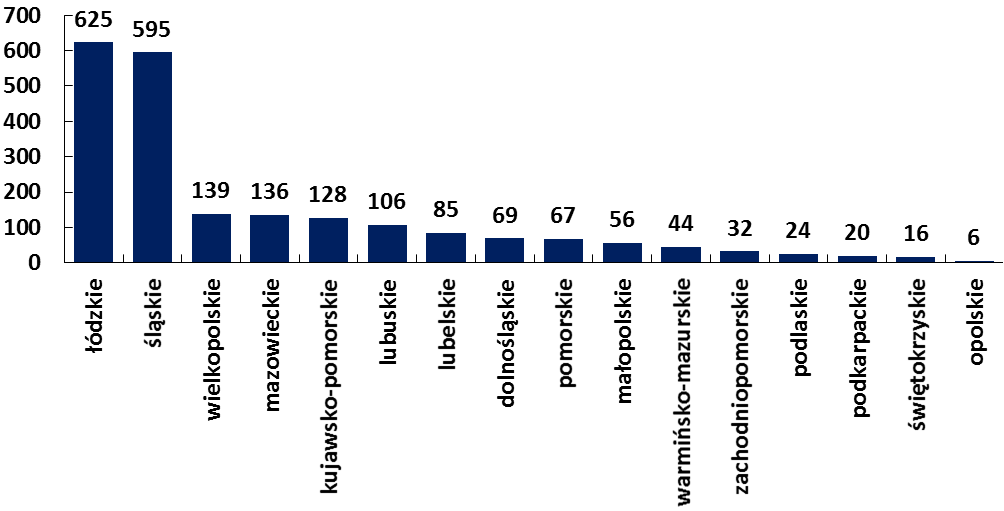 700
600
500
400
300
200
100
0
625
595
139
136
128
106
85
69
67
56
44
32
24
20
16
6
łódzkie
śląskie
wielkopolskie
mazowieckie
kujawsko-pomorskie
lubuskie
lubelskie
dolnośląskie
pomorskie
małopolskie
warmińsko-mazurskie
zachodniopomorskie
podlaskie
podkarpackie
świętokrzyskie
opolskie